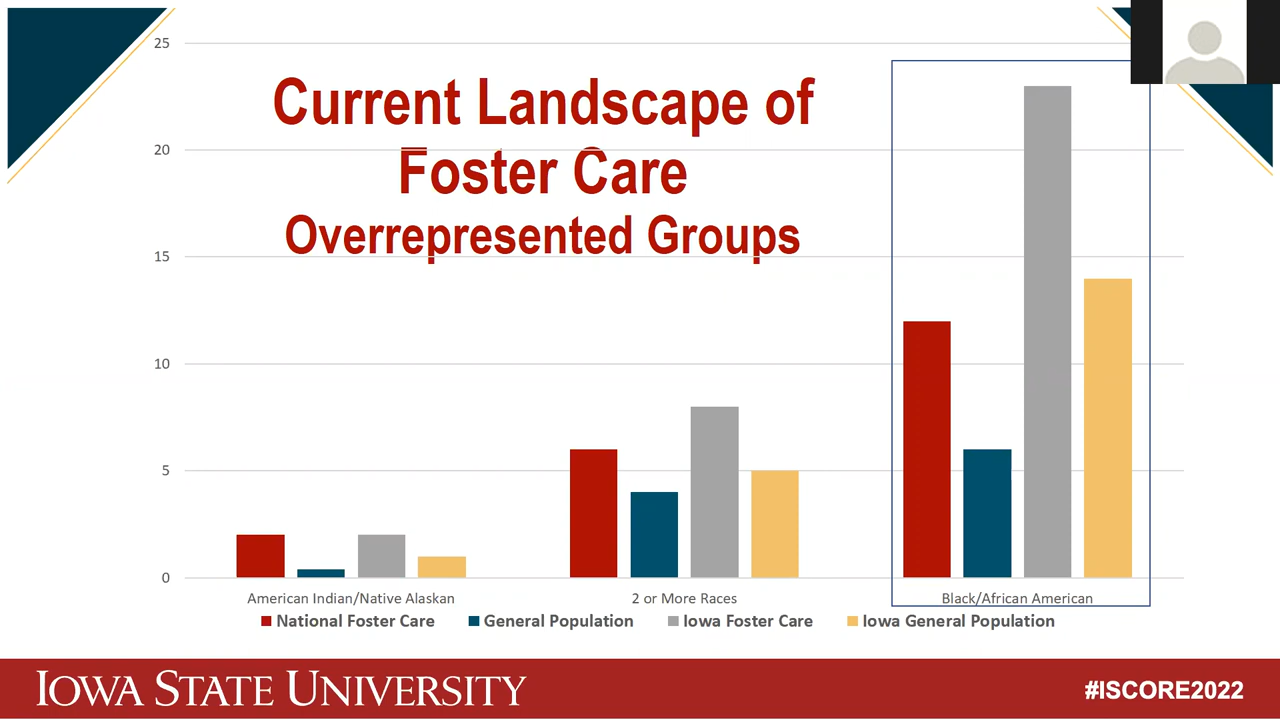 Current Landscape of
Foster Care
Overrepresented Groups
25
20
15
10
5
0
American Indian/Native Alaskan
2 or More Races
Black/African American
National Foster Care
General Population
Iowa Foster Care
Iowa General Population
IOWA STATE UNIVERSITY
#ISCORE2022